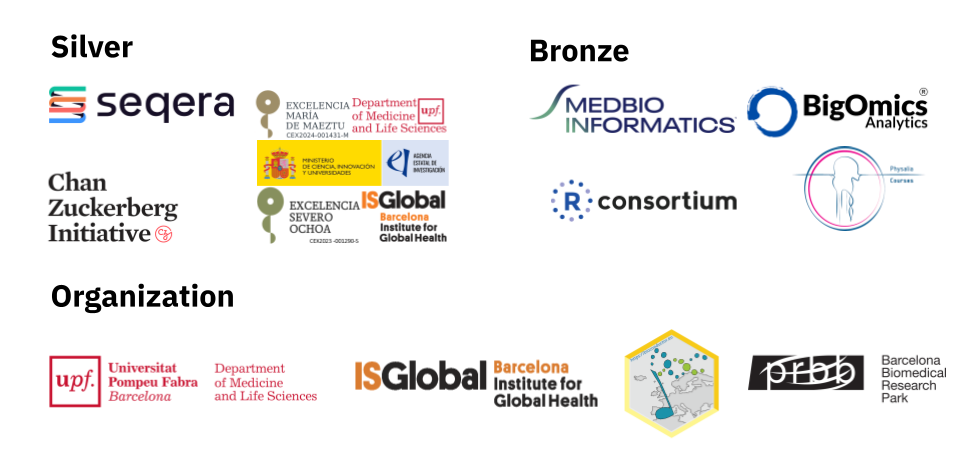 Silver
seqera
EXCELENCIA
MARÍA
DE MAEZTU
CEX2024-001431-M
Department
of Medicine
and Life Sciences
upf.
MINISTERIO
DE CIENCIA, INNOVACIÓN
Y UNIVERSIDADES
AGENCIA
ESTATAL DE
INVESTIGACIÓN
Chan
Zuckerberg
Initiative
EXCELENCIA
SEVERO
OCHOA
CEX2023 -001290-S
ISGlobal
Barcelona
Institute for
Global Health
Bronze
MEDBIO
INFORMATICS
BigOmics®
Analytics
R consortium
Physalia
Courses
Organization
upf.
Universitat
Pompeu Fabra
Barcelona
Department
of Medicine
and Life Sciences
ISGlobal
Barcelona
Institute for
Global Health
prbb
Barcelona
Biomedical
Research
Park